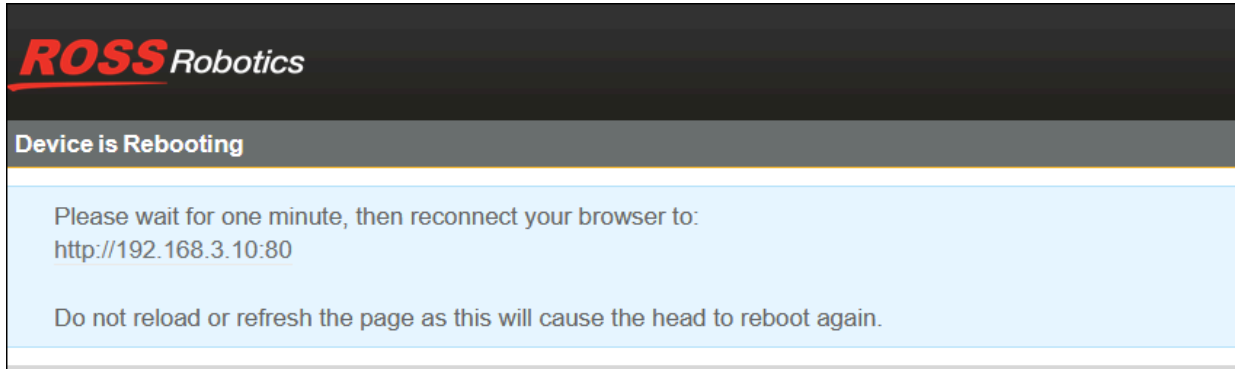 ROSS Robotics
Device is Rebooting
Please wait for one minute, then reconnect your browser to:
http://192.168.3.10:80
Do not reload or refresh the page as this will cause the head to reboot again.